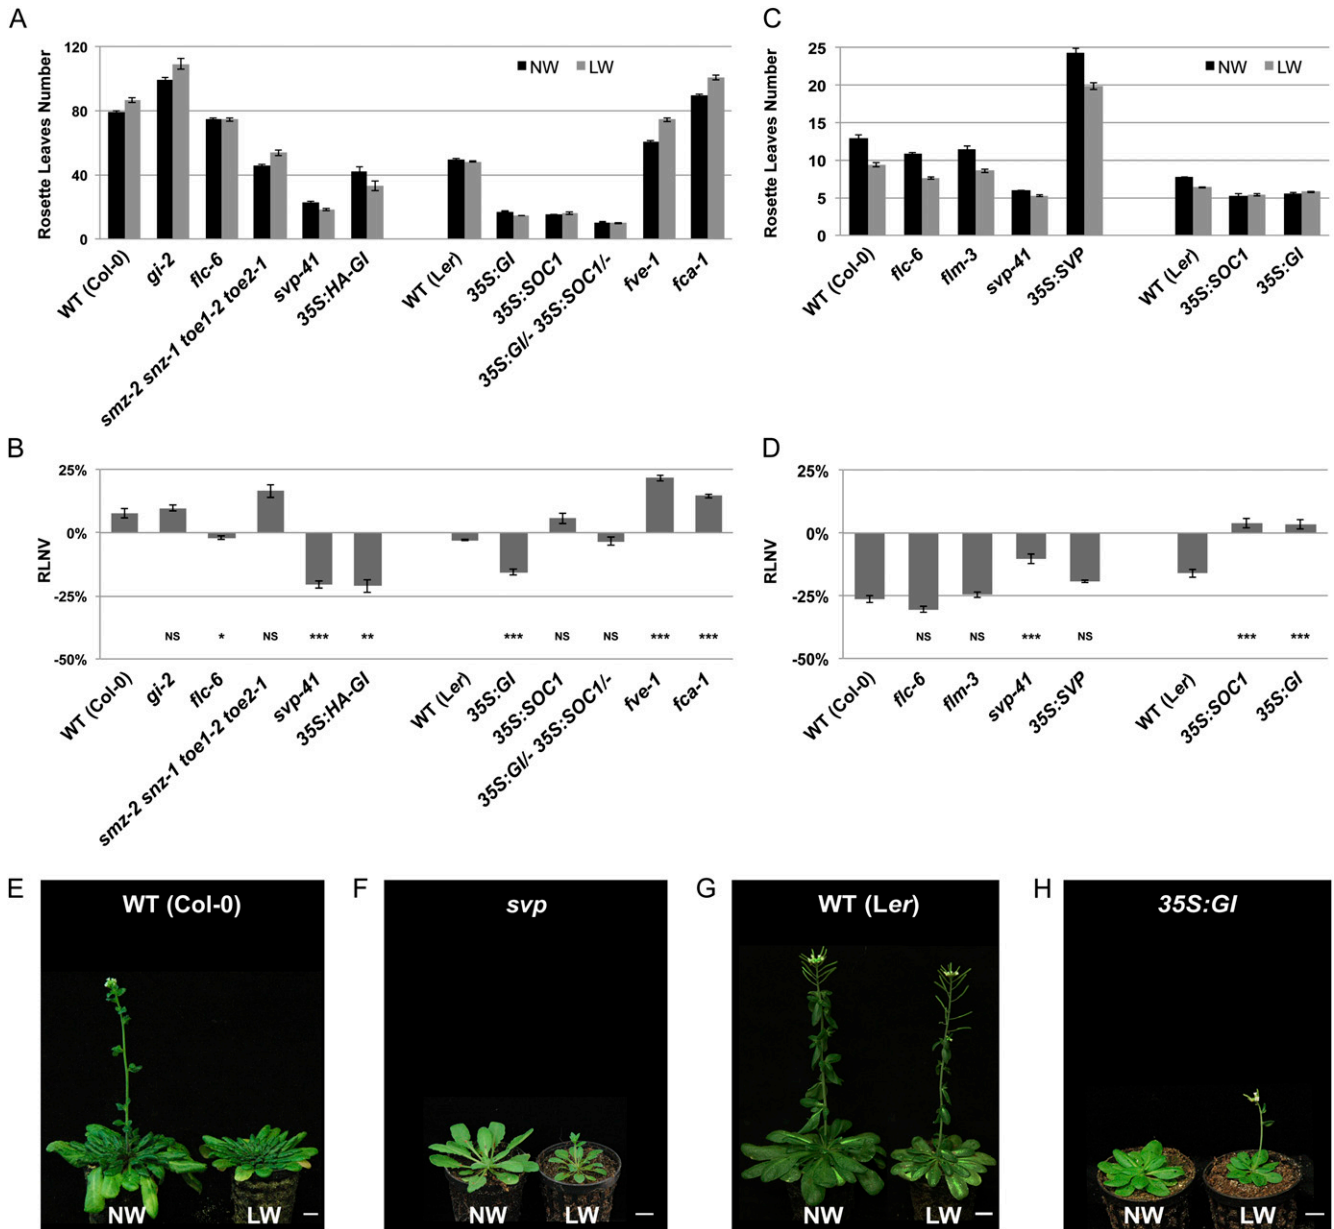 A
Rosette Leaves Number
120
80
40
0
NW LW
WT (Col-0)
gi-2
flc-6
smz-2 snz-1 toe1-2 toe2-1
svp-41
35S:HA-GI
WT (Ler)
35S:GI
35S:SOC1
35S:GI/- 35S:SOC1/-
fve-1
fca-1
C
Rosette Leaves Number
25
20
15
10
5
0
NW LW
WT (Col-0)
flc-6
flm-3
svp-41
35S:SVP
WT (Ler)
35S:SOC1
35S:GI
B
RLNV
25%
0%
-25%
-50%
NS * NS *** ** *** NS NS *** ***
WT (Col-0)
gi-2
flc-6
smz-2 snz-1 toe1-2 toe2-1
svp-41
35S:HA-GI
WT (Ler)
35S:GI
35S:SOC1
35S:GI/- 35S:SOC1/-
fve-1
fca-1
D
RLNV
25%
0%
-25%
-50%
NS NS *** NS *** ***
WT (Col-0)
flc-6
flm-3
svp-41
35S:SVP
WT (Ler)
35S:SOC1
35S:GI
E
WT (Col-0)
NW LW
F
svp
NW LW
G
WT (Ler)
NW LW
H
35S:GI
NW LW